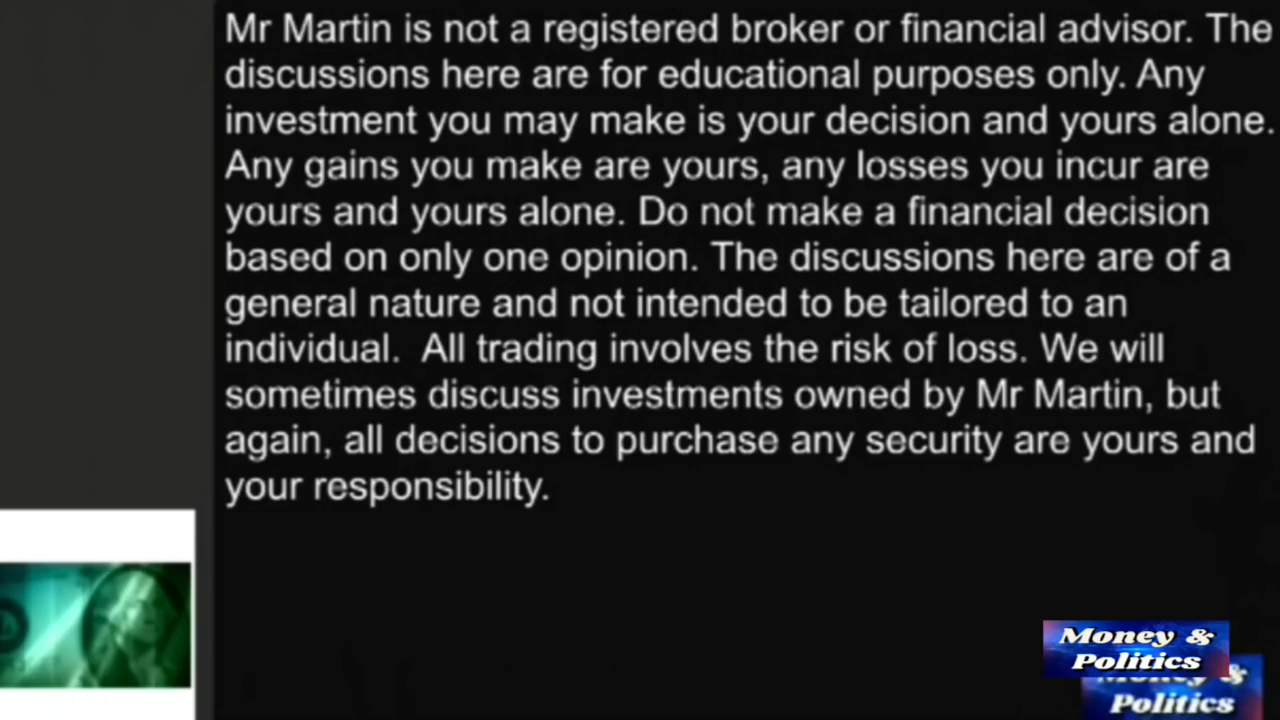 Mr Martin is not a registered broker or financial advisor. The
discussions here are for educational purposes only. Any
investment you may make is your decision and yours alone.
Any gains you make are yours, any losses you incur are
yours and yours alone. Do not make a financial decision
based on only one opinion. The discussions here are of a
general nature and not intended to be tailored to an
individual.  All trading involves the risk of loss. We will
sometimes discuss investments owned by Mr Martin, but
again, all decisions to purchase any security are yours and
your responsibility.
Money &
Politics
Money &
Politics